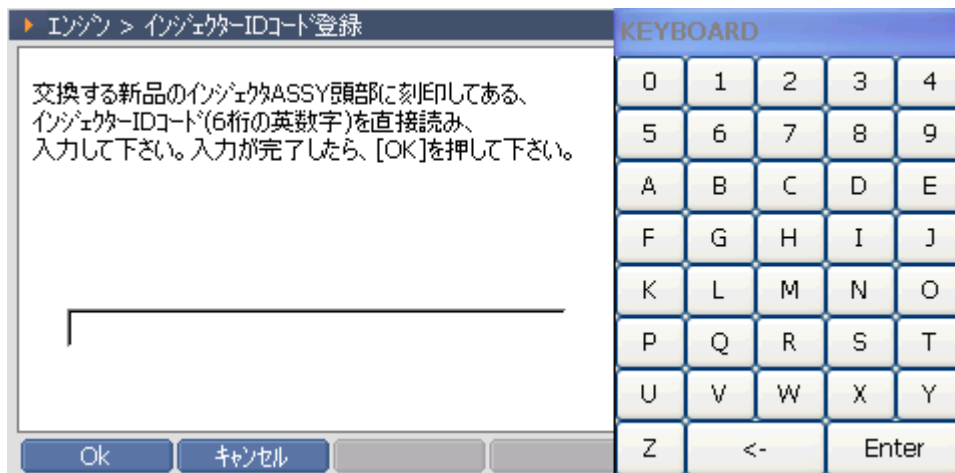 エンジン > インジェクターIDコード登録
交換する新品のインジェクタASSY頭部に刻印してある、
インジェクターIDコード(6桁の英数字)を直接読み、
入力して下さい。入力が完了したら、[OK]を押して下さい。
Ok キャンセル
KEYBOARD
0 1 2 3 4
5 6 7 8 9
A B C D E
F G H I J
K L M N O
P Q R S T
U V W X Y
Z <- Enter